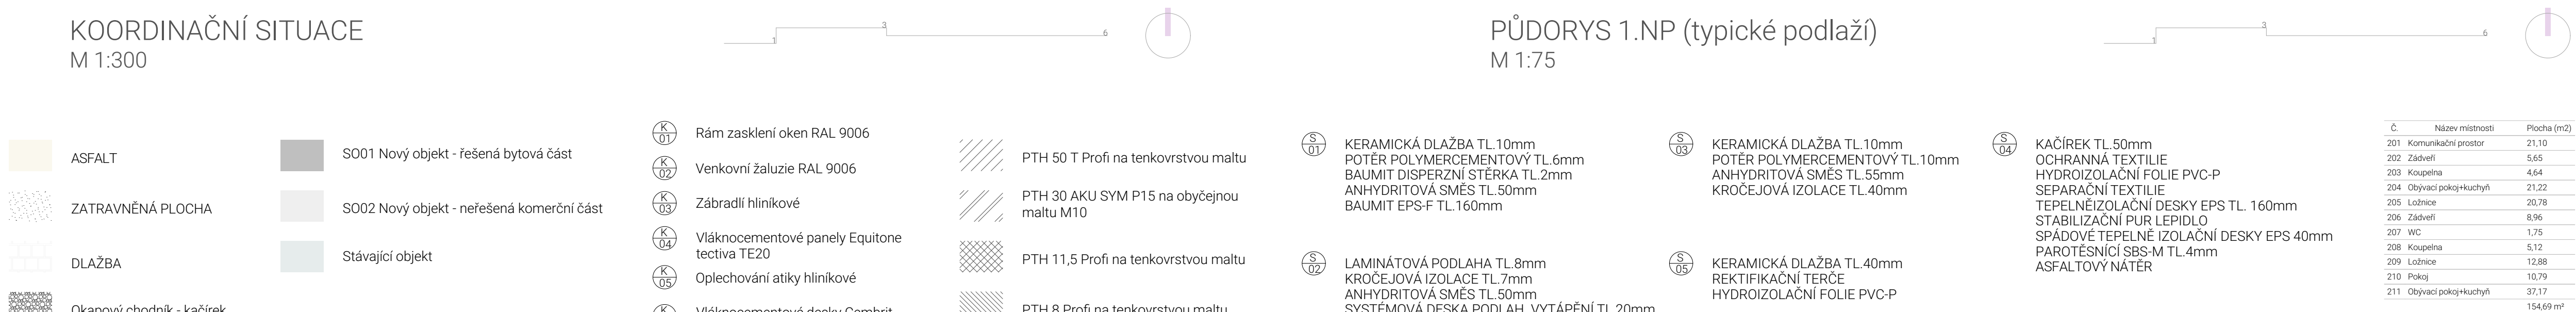 KOORDINAČNÍ SITUACE
M 1:300
1
3
6
PŮDORYS 1.NP (typické podlaží)
M 1:75
1
3
6
ASFALT
ZATRAVNĚNÁ PLOCHA
DLAŽBA
Okapový chodník - kačírek
SO01 Nový objekt - řešená bytová část
SO02 Nový objekt - neřešená komerční část
Stávající objekt
K 01 Rám zasklení oken RAL 9006
K 02 Venkovní žaluzie RAL 9006
K 03 Zábradlí hliníkové
K 04 Vláknocementové panely Equitone
tectiva TE20
K 05 Oplechování atiky hliníkové
K Vláknocementové desky Cembrit
PTH 50 T Profi na tenkovrstvou maltu
PTH 30 AKU SYM P15 na obyčejnou
maltu M10
PTH 11,5 Profi na tenkovrstvou maltu
PTH 8 Profi na tenkovrstvou maltu
S 01 KERAMICKÁ DLAŽBA TL.10mm
POTĚR POLYMERCEMENTOVÝ TL.6mm
BAUMIT DISPERZNÍ STĚRKA TL.2mm
ANHYDRITOVÁ SMĚS TL.50mm
BAUMIT EPS-F TL.160mm
S 02 LAMINÁTOVÁ PODLAHA TL.8mm
KROČEJOVÁ IZOLACE TL.7mm
ANHYDRITOVÁ SMĚS TL.50mm
SYSTÉMOVÁ DESKA PODLAH. VYTÁPĚNÍ TL.20mm
S 03 KERAMICKÁ DLAŽBA TL.10mm
POTĚR POLYMERCEMENTOVÝ TL.10mm
ANHYDRITOVÁ SMĚS TL.55mm
KROČEJOVÁ IZOLACE TL.40mm
S 05 KERAMICKÁ DLAŽBA TL.40mm
REKTIFIKAČNÍ TERČE
HYDROIZOLAČNÍ FOLIE PVC-P
S 04 KAČÍREK TL.50mm
OCHRANNÁ TEXTILIE
HYDROIZOLAČNÍ FOLIE PVC-P
SEPARAČNÍ TEXTILIE
TEPELNĚIZOLAČNÍ DESKY EPS TL. 160mm
STABILIZAČNÍ PUR LEPIDLO
SPÁDOVÉ TEPELNĚ IZOLAČNÍ DESKY EPS 40mm
PAROTĚSNÍCÍ SBS-M TL.4mm
ASFALTOVÝ NÁTĚR
Č. Název místnosti Plocha (m2)
201 Komunikační prostor 21,10
202 Zádveří 5,65
203 Koupelna 4,64
204 Obývací pokoj+kuchyň 21,22
205 Ložnice 20,78
206 Zádveří 8,96
207 WC 1,75
208 Koupelna 5,12
209 Ložnice 12,88
210 Pokoj 10,79
211 Obývací pokoj+kuchyň 37,17
154,69 m²